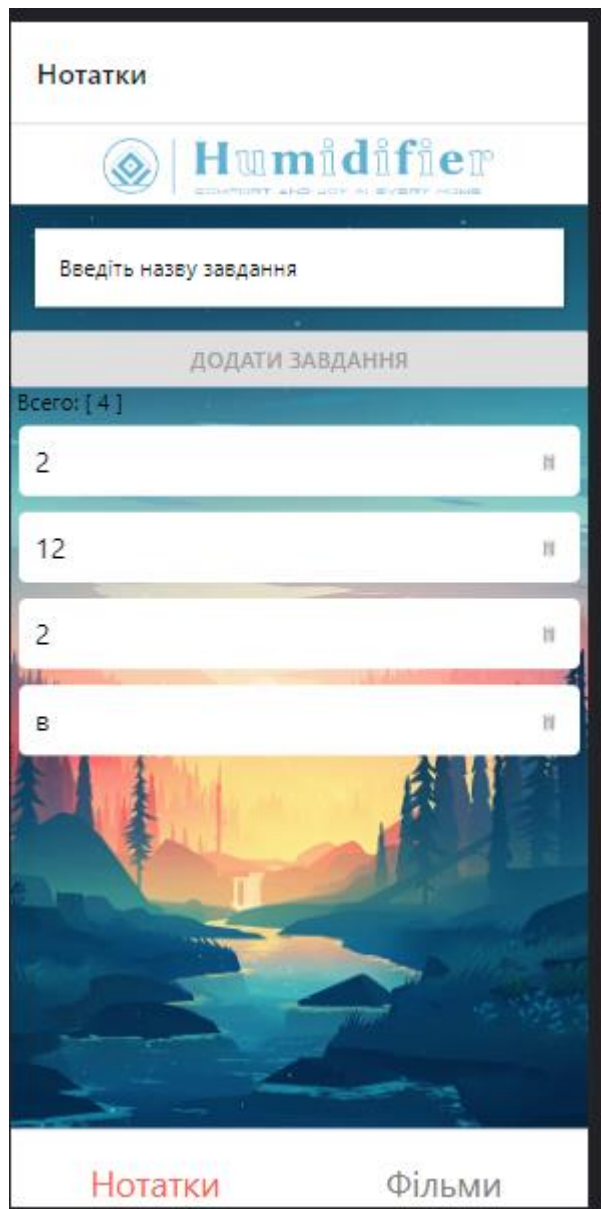 Нотатки
Humidifier
COMFORT AND JOY IN EVERY HOME
Введіть назву завдання
ДОДАТИ ЗАВДАННЯ
Всего: [ 4 ]
2
12
2
в
Нотатки Фільми